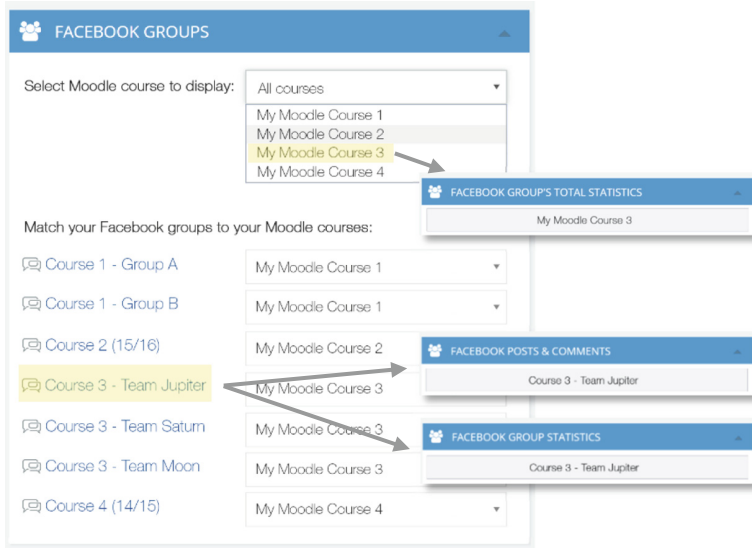 FACEBOOK GROUPS
Select Moodle course to display:
All courses
My Moodle Course 1
My Moodle Course 2
My Moodle Course 3
My Moodle Course 4
FACEBOOK GROUP'S TOTAL STATISTICS
My Moodle Course 3
Match your Facebook groups to your Moodle courses:
Course 1 - Group A
My Moodle Course 1
Course 1 - Group B
My Moodle Course 1
Course 2 (15/16)
My Moodle Course 2
FACEBOOK POSTS & COMMENTS
Course 3 - Team Jupiter
Course 3 - Team Jupiter
My Moodle Course 3
Course 3 - Team Saturn
My Moodle Course 3
FACEBOOK GROUP STATISTICS
Course 3 - Team Jupiter
Course 3 - Team Moon
My Moodle Course 3
Course 4 (14/15)
My Moodle Course 4